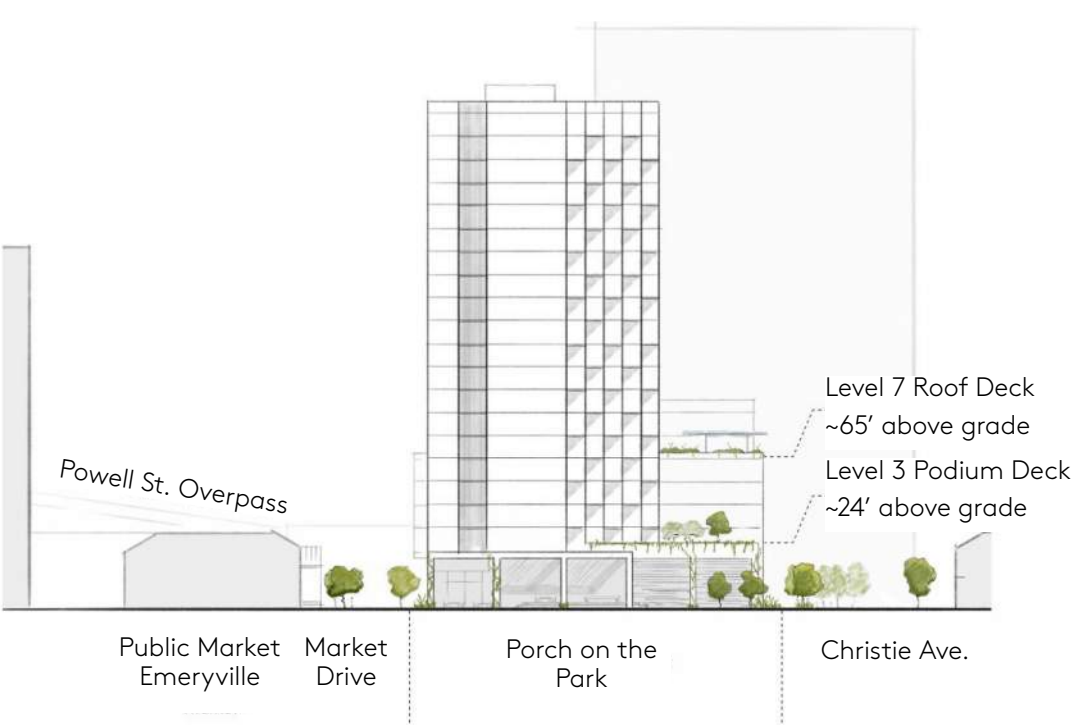 Level 7 Roof Deck
~65' above grade
Level 3 Podium Deck
~24' above grade
Powell St. Overpass
Public Market
Emeryville
Market
Drive
Porch on the
Park
Christie Ave.